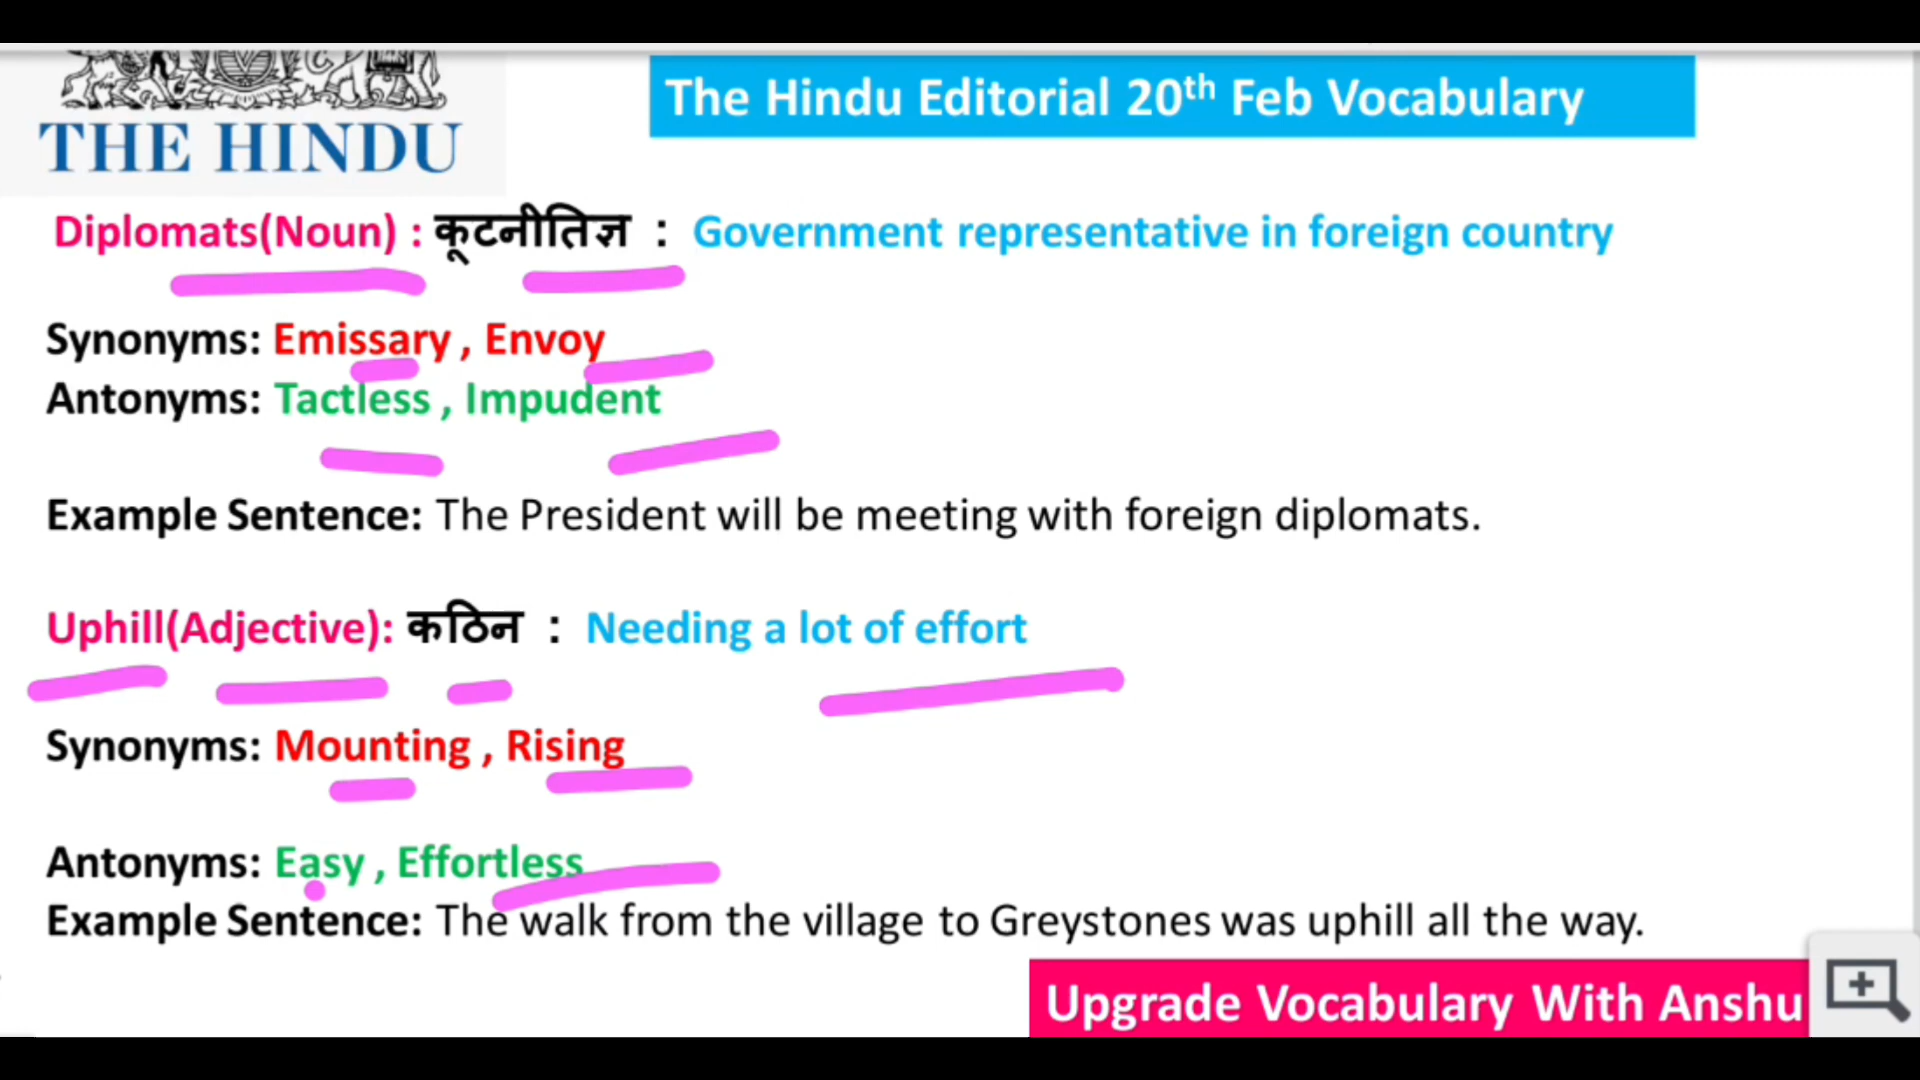 THE HINDU
The Hindu Editorial 20th Feb Vocabulary
Diplomats(Noun) : कूटनीतिज्ञ : Government representative in foreign country
Synonyms: Emissary , Envoy
Antonyms: Tactless , Impudent
Example Sentence: The President will be meeting with foreign diplomats.
Uphill(Adjective): कठिन : Needing a lot of effort
Synonyms: Mounting , Rising
Antonyms: Easy , Effortless
Example Sentence: The walk from the village to Greystones was uphill all the way.
Upgrade Vocabulary With Anshu